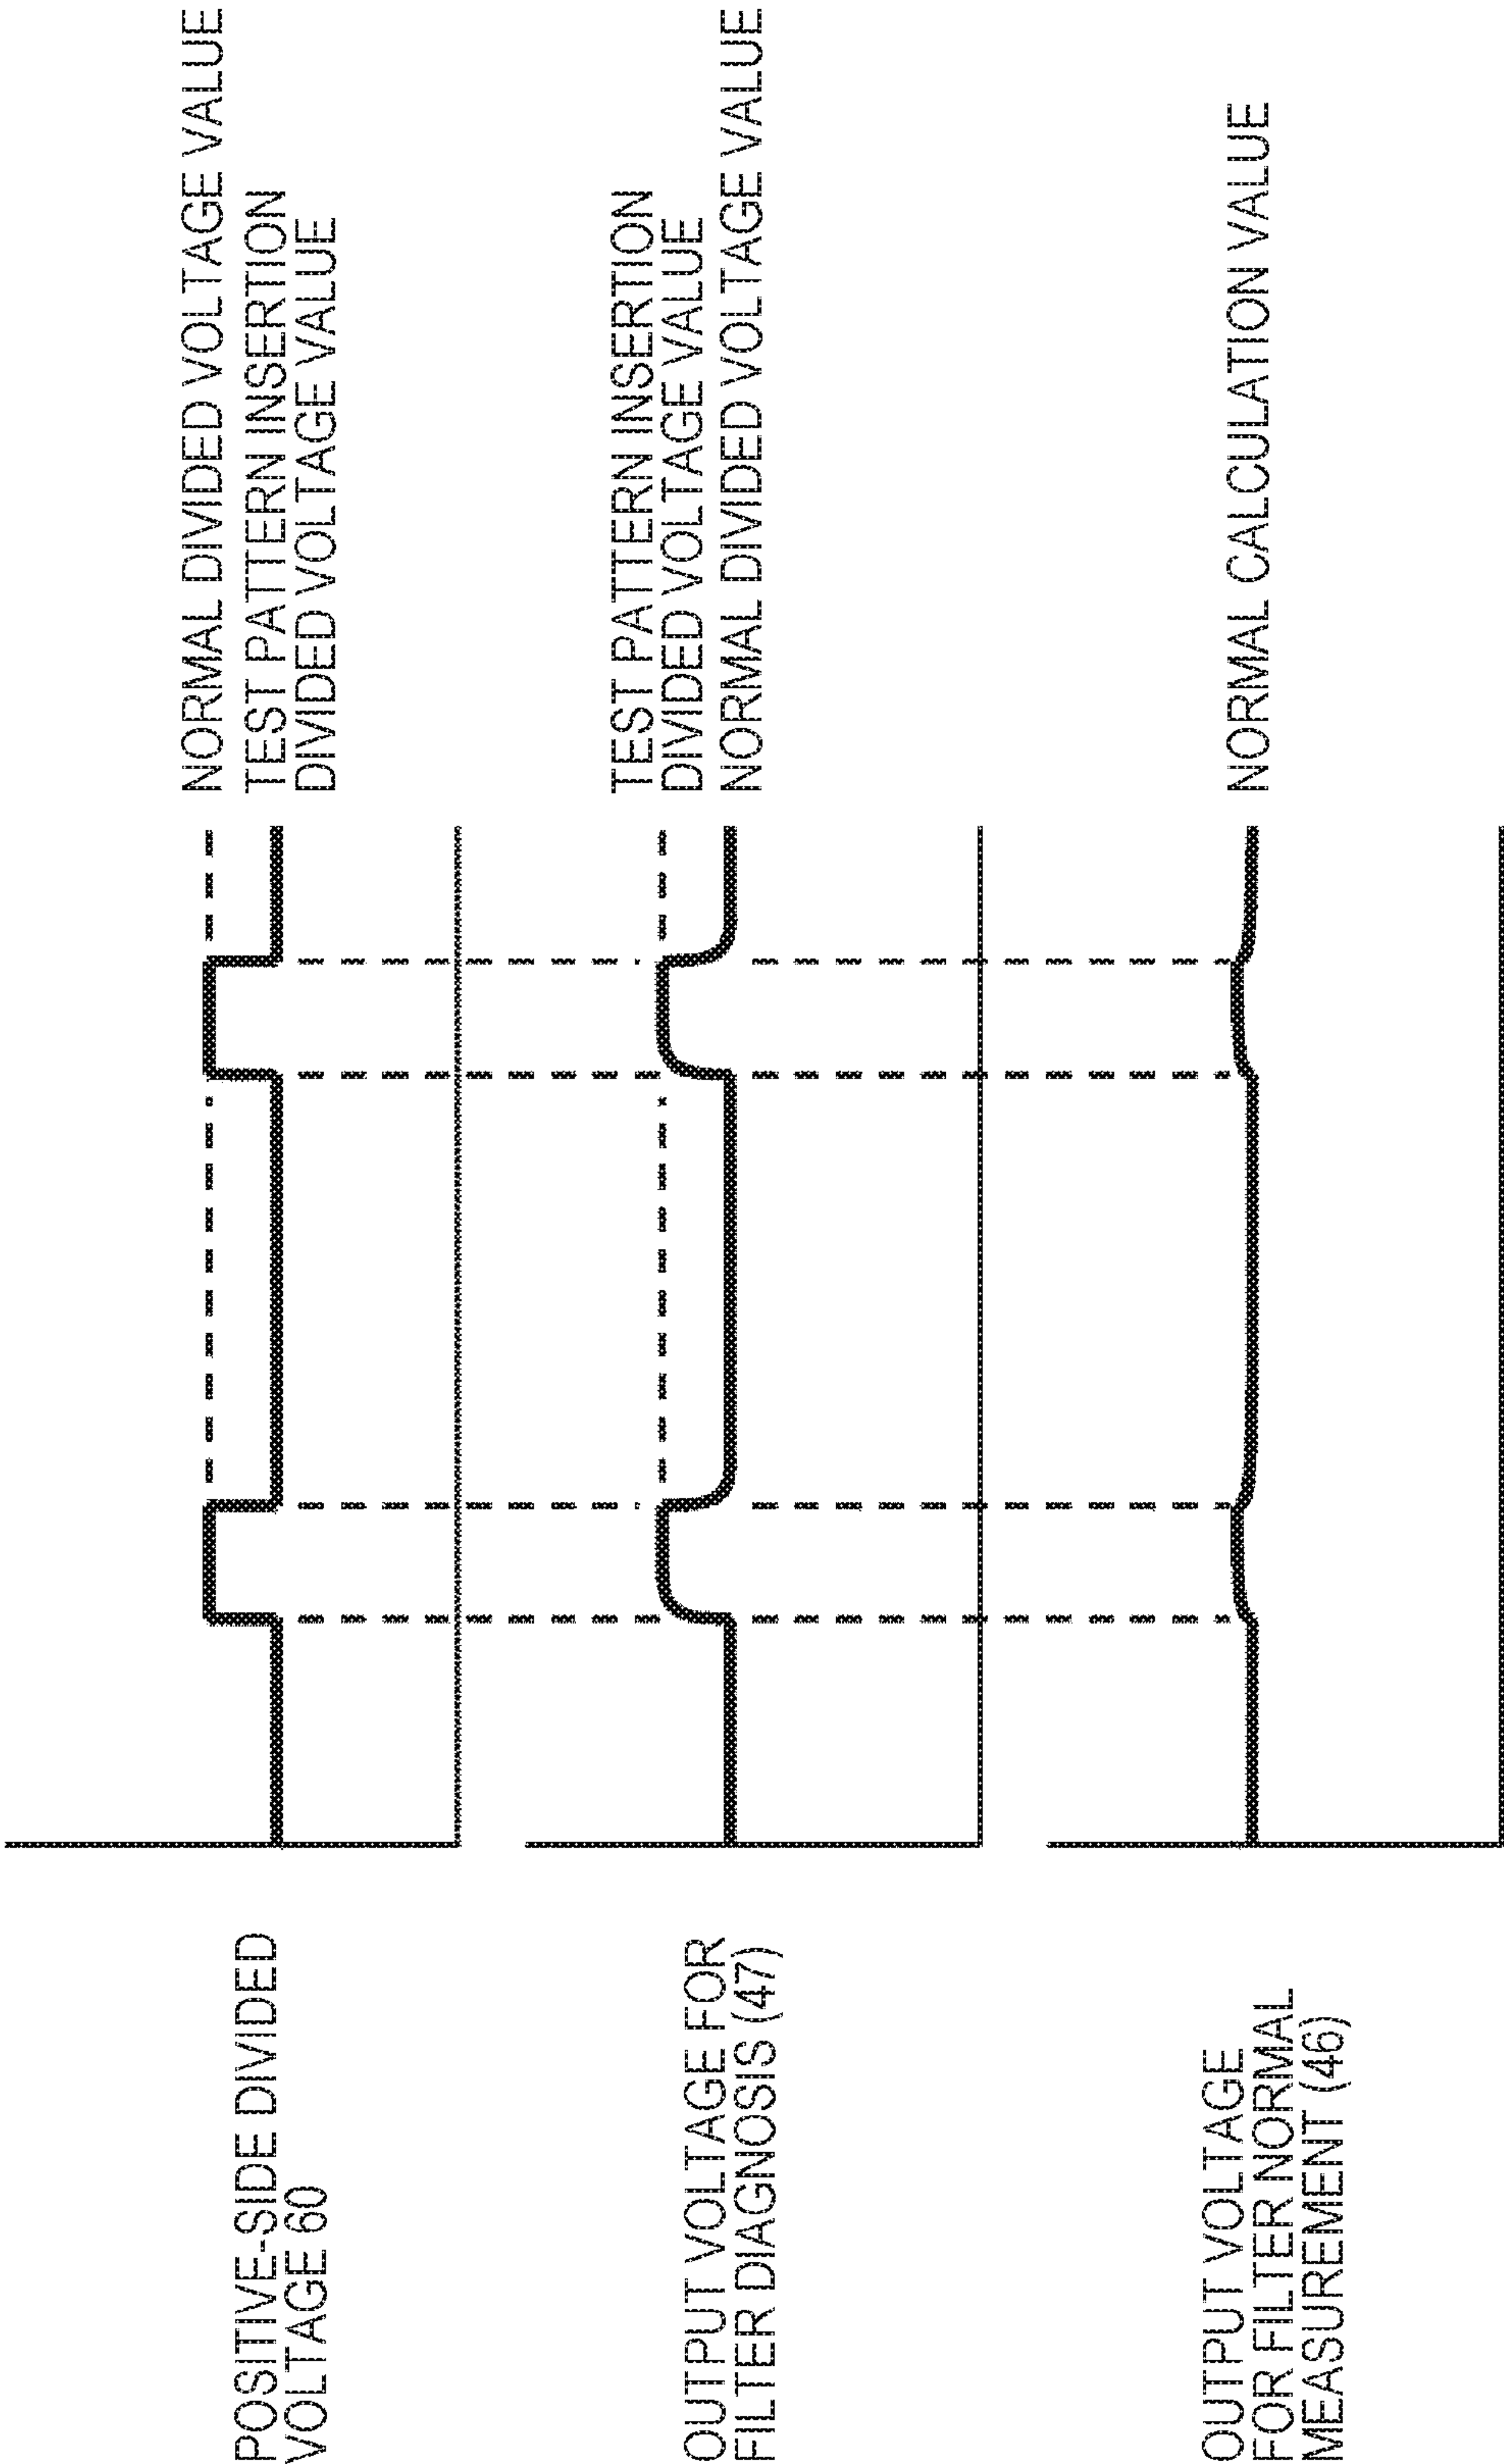 POSITIVE-SIDE DIVIDED
VOLTAGE 60
NORMAL DIVIDED VOLTAGE VALUE
TEST PATTERN INSERTION
DIVIDED VOLTAGE VALUE
OUTPUT VOLTAGE FOR
FILTER DIAGNOSIS (47)
TEST PATTERN INSERTION
DIVIDED VOLTAGE VALUE
NORMAL DIVIDED VOLTAGE VALUE
OUTPUT VOLTAGE
FOR FILTER NORMAL
MEASUREMENT (46)
NORMAL CALCULATION VALUE